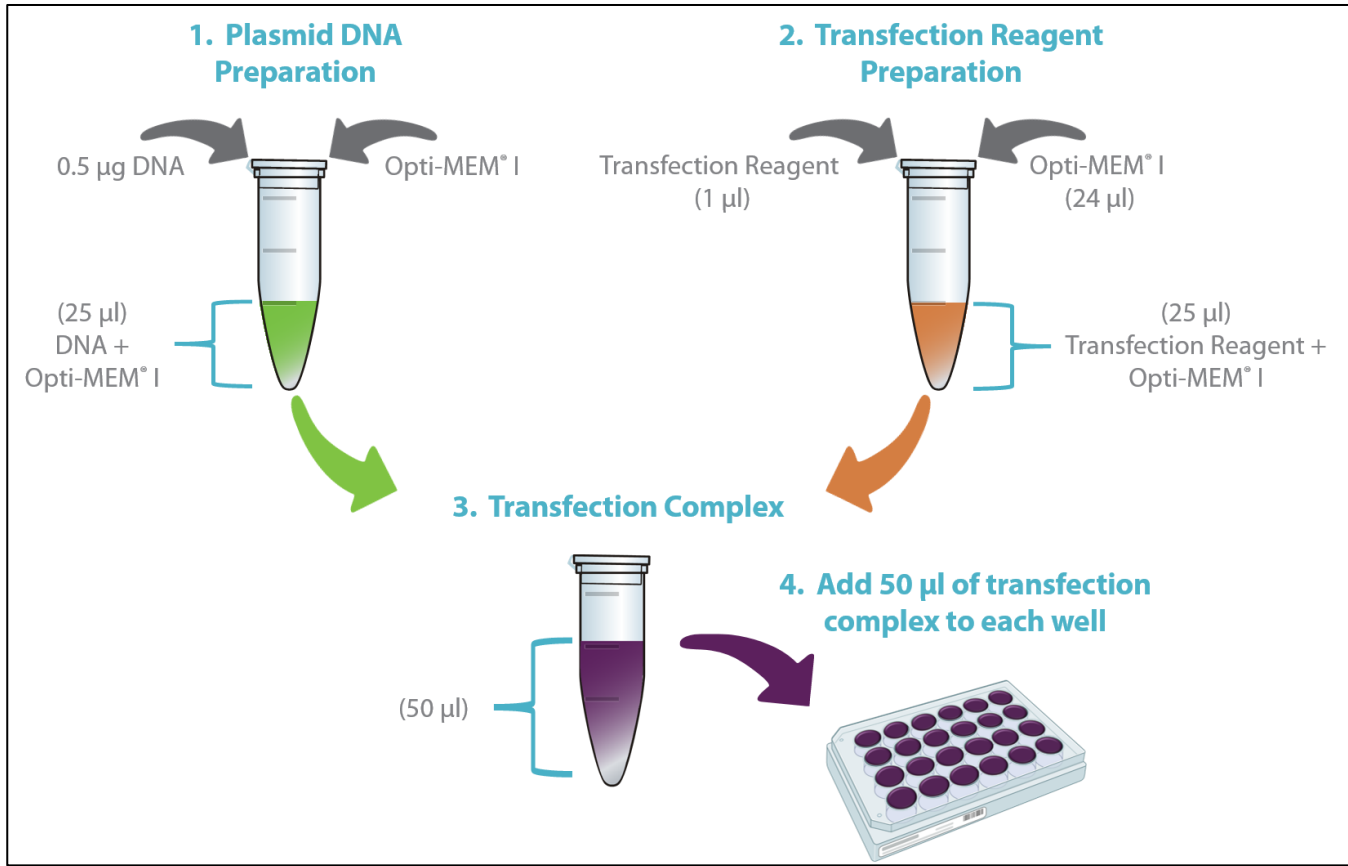 1. Plasmid DNA
Preparation
0.5 µg DNA
Opti-MEM® I
(25 µl)
DNA +
Opti-MEM® I
2. Transfection Reagent
Preparation
Transfection Reagent
(1 µl)
Opti-MEM® I
(24 µl)
(25 µl)
Transfection Reagent +
Opti-MEM® I
3. Transfection Complex
(50 µl)
4. Add 50 µl of transfection
complex to each well